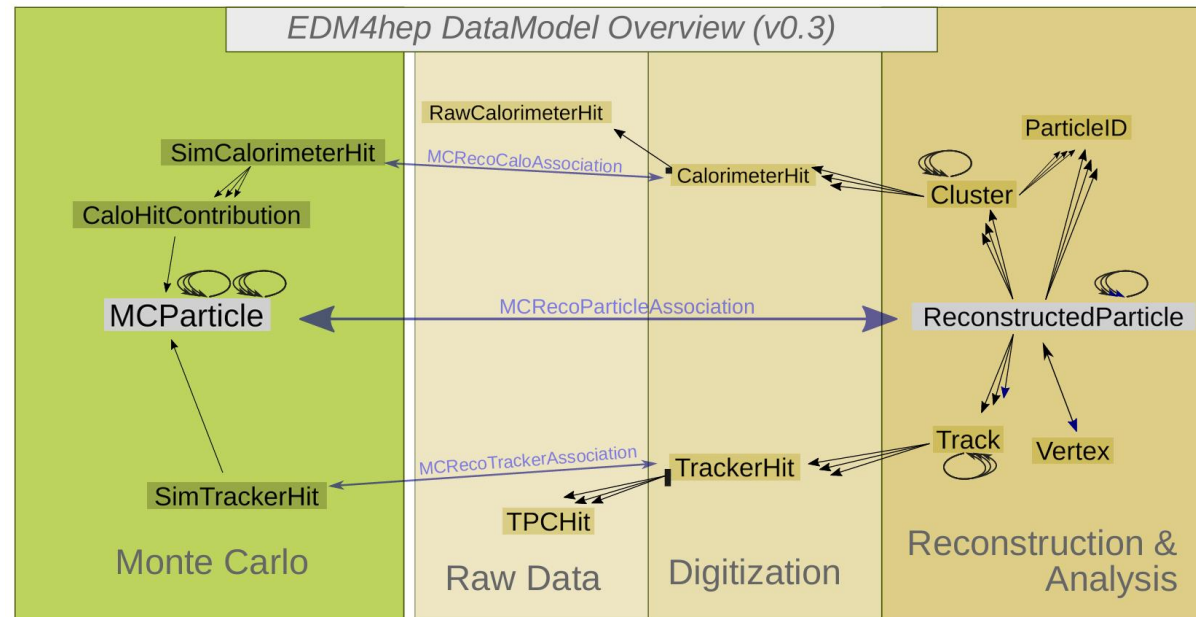 EDM4hep DataModel Overview (v0.3)
RawCalorimeterHit
ParticleID
SimCalorimeterHit
MCRecoCaloAssociation
CalorimeterHit
Cluster
CaloHitContribution
MCParticle
MCRecoParticleAssociation
ReconstructedParticle
Track
Vertex
MCRecoTrackerAssociation
TrackerHit
SimTrackerHit
TPCHit
Monte Carlo
Raw Data
Digitization
Reconstruction &
Analysis